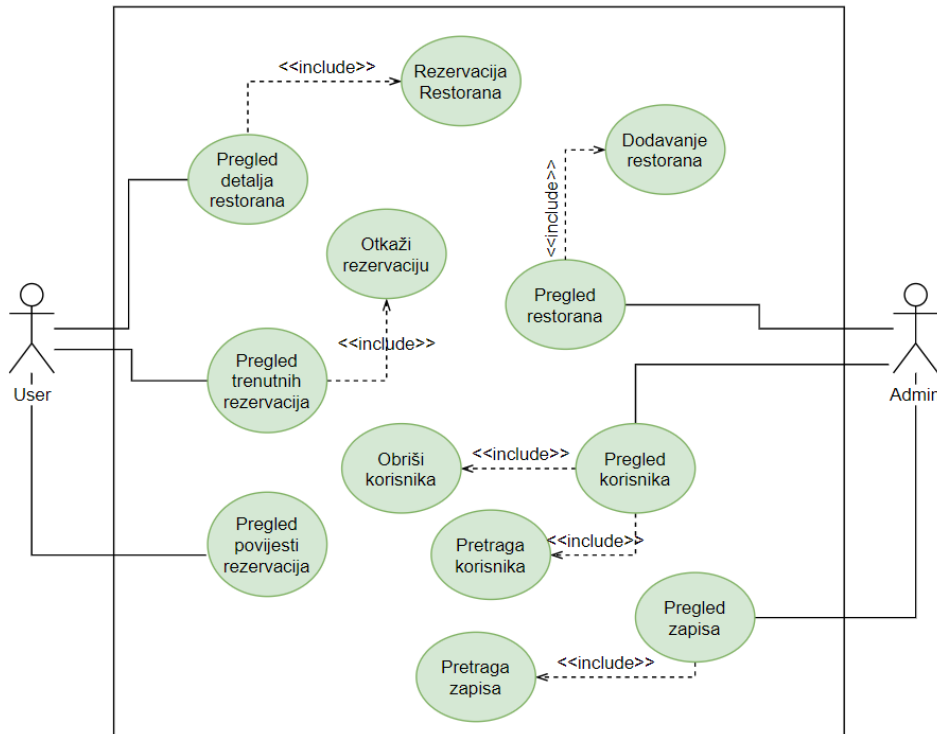 <<include>>
Rezervacija
Restorana
Pregled
detalja
restorana
<<include>>
Dodavanje
restorana
Otkaži
rezervaciju
Pregled
restorana
<<include>>
Pregled
trenutnih
rezervacija
User
Admin
Obriši
korisnika
<<include>>
Pregled
korisnika
Pregled
povijesti
rezervacija
Pretraga
korisnika
<<include>>
Pregled
zapisa
Pretraga
zapisa
<<include>>